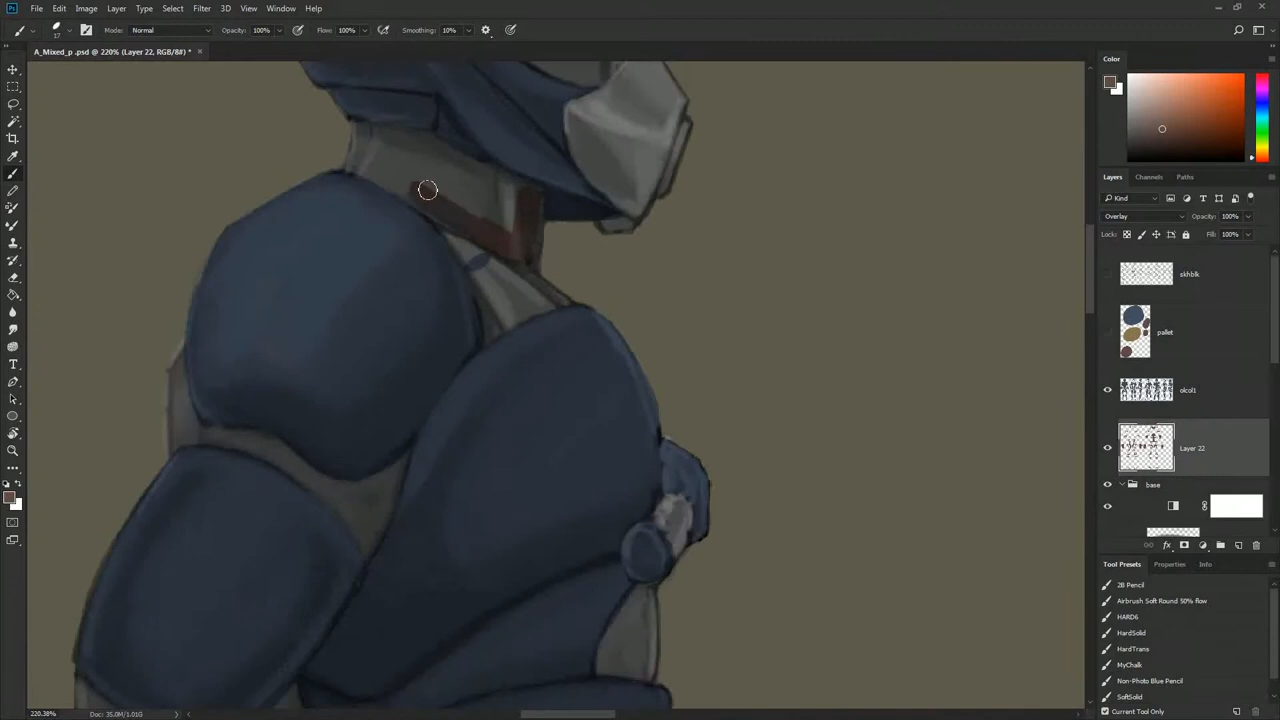 File Edit Image Layer Type Select Filter 3D View Window Help
17 Mode: Normal Opacity: 100% Flow: 100% Smoothing: 10%
A_Mixed_p .psd @ 220% (Layer 22, RGB/8#) *
Color
Layers Channels Paths
Kind
Overlay Opacity: 100%
Lock: Fill: 100%
skhblk
pallet
olcol1
Layer 22
base
fx
Tool Presets Properties Info
2B Pencil
Airbrush Soft Round 50% flow
HARD6
HardSolid
HardTrans
MyChalk
Non-Photo Blue Pencil
SoftSolid
Current Tool Only
220.38% Doc: 35.0M/1.01G